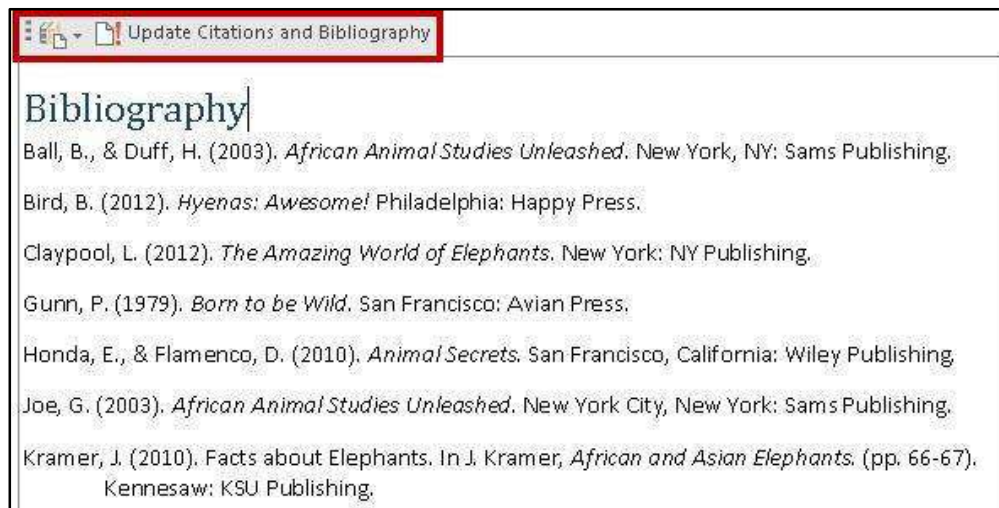 Update Citations and Bibliography
Bibliography
Ball, B., & Duff, H. (2003). African Animal Studies Unleashed. New York, NY: Sams Publishing.
Bird, B. (2012). Hyenas: Awesome! Philadelphia: Happy Press.
Claypool, L. (2012). The Amazing World of Elephants. New York: NY Publishing.
Gunn, P. (1979). Born to be Wild. San Francisco: Avian Press.
Honda, E., & Flamenco, D. (2010). Animal Secrets. San Francisco, California: Wiley Publishing
Joe, G. (2003). African Animal Studies Unleashed. New York City, New York: Sams Publishing.
Kramer, J. (2010). Facts about Elephants. In J. Kramer, African and Asian Elephants. (pp. 66-67).
Kennesaw: KSU Publishing.